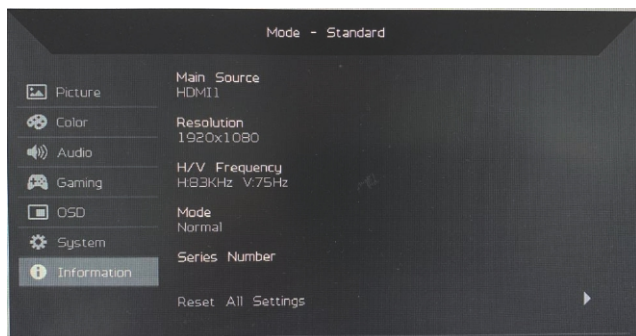 Mode - Standard
Picture
Color
Audio
Gaming
OSD
System
Information
Main Source
HDMI1
Resolution
1920x1080
H/V Frequency
H:83KHz V:75Hz
Mode
Normal
Series Number
Reset All Settings